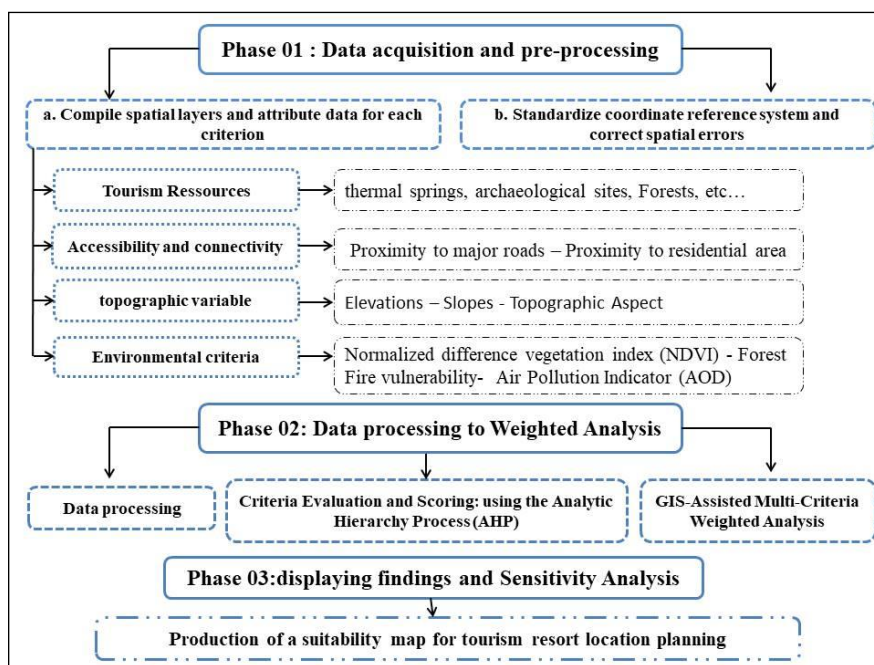 Phase 01 : Data acquisition and pre-processing
a. Compile spatial layers and attribute data for each
criterion
b. Standardize coordinate reference system and
correct spatial errors
Tourism Ressources
thermal springs, archaeological sites, Forests, etc…
Accessibility and connectivity
Proximity to major roads – Proximity to residential area
topographic variable
Elevations – Slopes - Topographic Aspect
Environmental criteria
Normalized difference vegetation index (NDVI) - Forest
Fire vulnerability- Air Pollution Indicator (AOD)
Phase 02: Data processing to Weighted Analysis
Data processing
Criteria Evaluation and Scoring: using the Analytic
Hierarchy Process (AHP)
GIS-Assisted Multi-Criteria
Weighted Analysis
Phase 03:displaying findings and Sensitivity Analysis
Production of a suitability map for tourism resort location planning